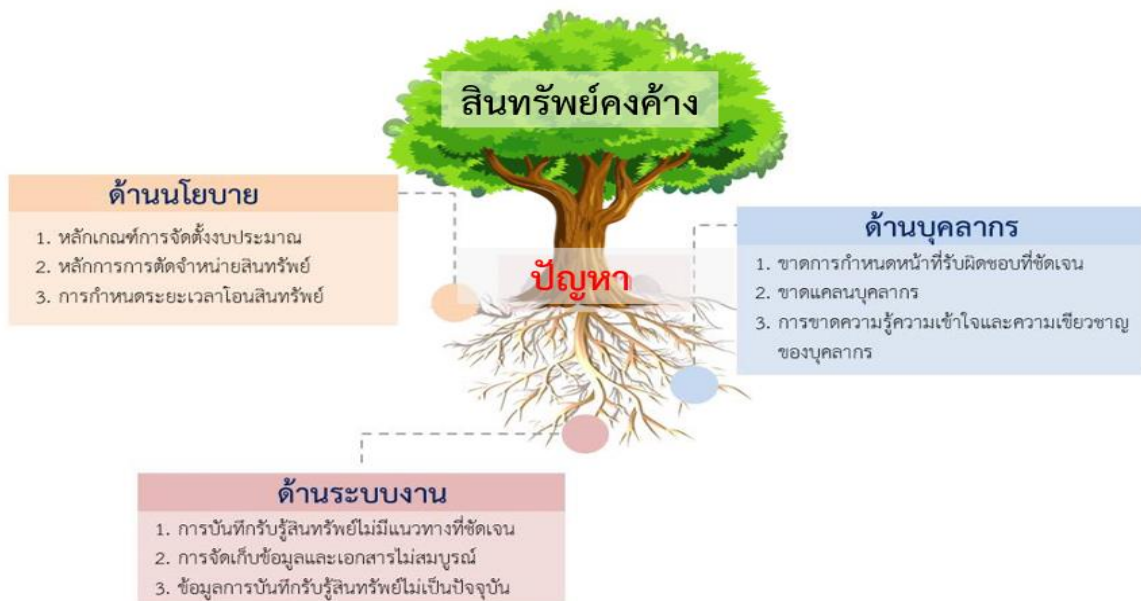 สินทรัพย์คงค้าง
ด้านนโยบาย
1. หลักเกณฑ์การจัดตั้งงบประมาณ
2. หลักการการตัดจำหน่ายสินทรัพย์
3. การกำหนดระยะเวลาโอนสินทรัพย์
ปัญหา
ด้านบุคลากร
1. ขาดการกำหนดหน้าที่รับผิดชอบที่ชัดเจน
2. ขาดแคลนบุคลากร
3. การขาดความรู้ความเข้าใจและความเชี่ยวชาญ
ของบุคลากร
ด้านระบบงาน
1. การบันทึกรับรู้สินทรัพย์ไม่มีแนวทางที่ชัดเจน
2. การจัดเก็บข้อมูลและเอกสารไม่สมบูรณ์
3. ข้อมูลการบันทึกรับรู้สินทรัพย์ไม่เป็นปัจจุบัน